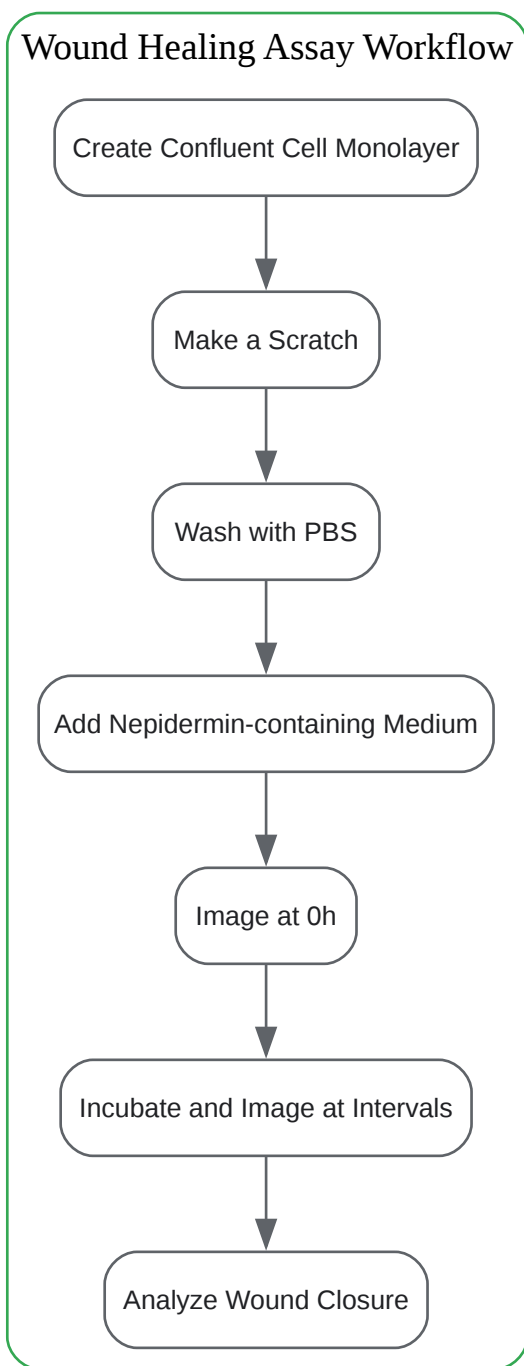 Wound Healing Assay Workflow
Create Confluent Cell Monolayer
Make a Scratch
Wash with PBS
Add Nepidermin-containing Medium
Image at 0h
Incubate and Image at Intervals
Analyze Wound Closure